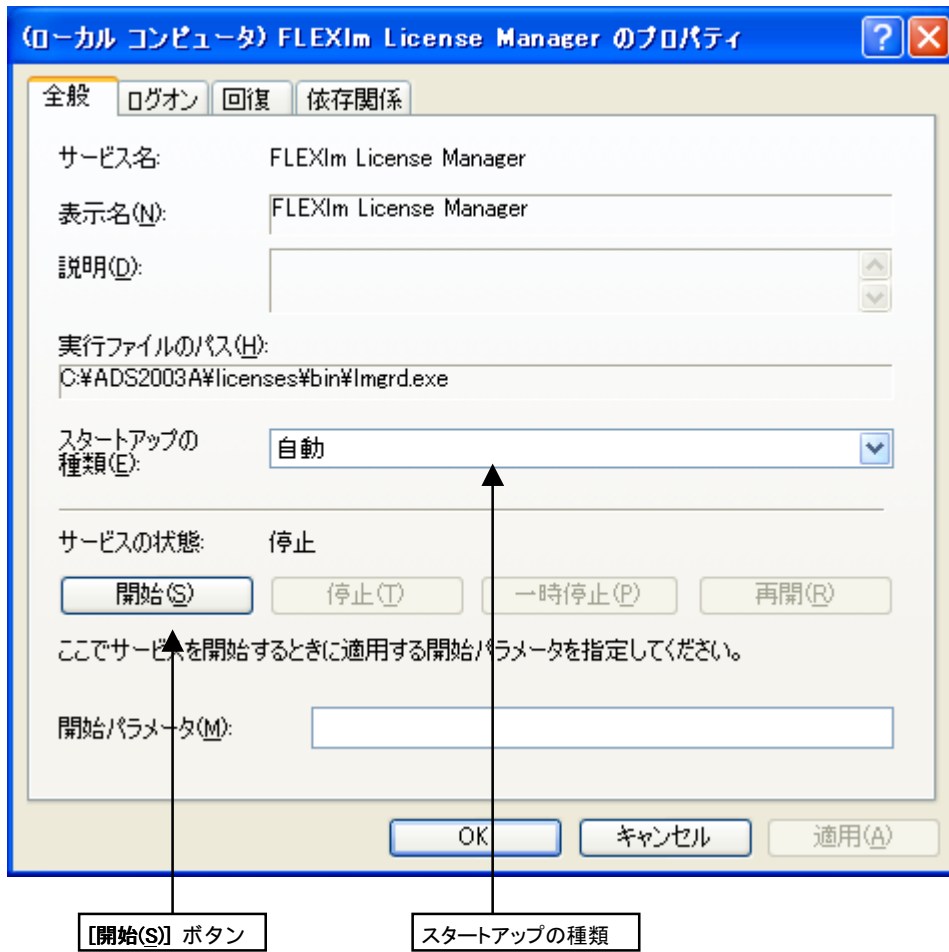 (ローカル コンピュータ) FLEXlm License Manager のプロパティ
全般 ログオン 回復 依存関係
サービス名: FLEXlm License Manager
表示名(N): FLEXlm License Manager
説明(D):
実行ファイルのパス(H):
C:¥ADS2003A¥licenses¥bin¥lmgrd.exe
スタートアップの
種類(E): 自動
サービスの状態: 停止
開始(S) 停止(T) 一時停止(P) 再開(R)
ここでサービスを開始するときに適用する開始パラメータを指定してください。
開始パラメータ(M):
OK キャンセル 適用(A)
[開始(S)] ボタン スタートアップの種類